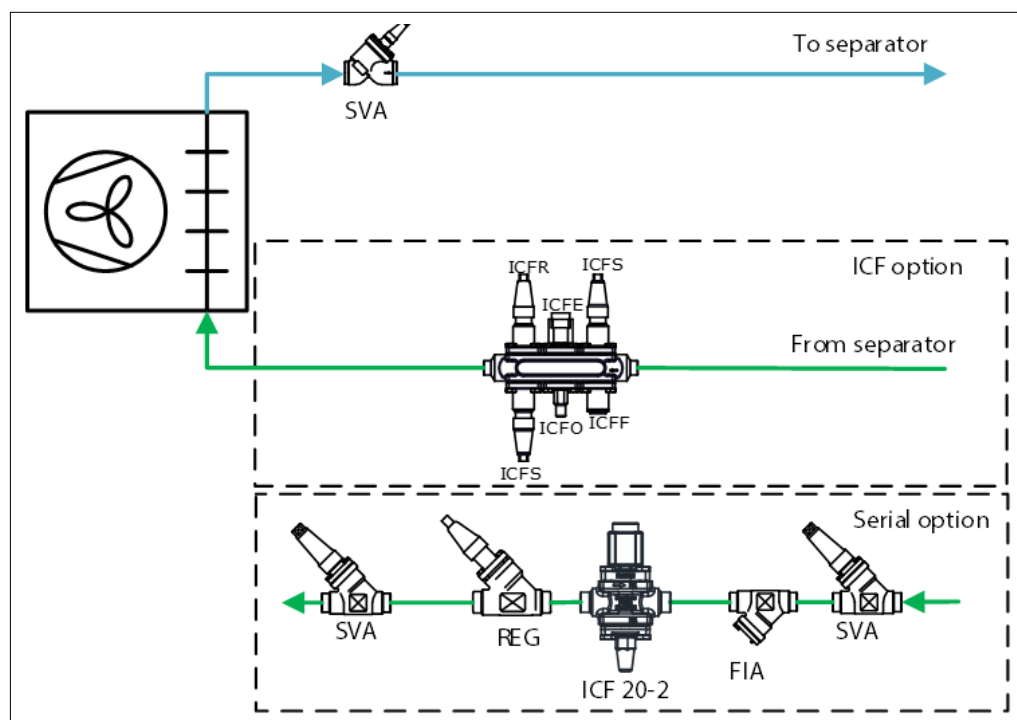 To separator
SVA
ICF option
ICFR
ICFS
ICFE
From separator
ICFO
ICFF
ICFS
Serial option
SVA
REG
ICF 20-2
FIA
SVA